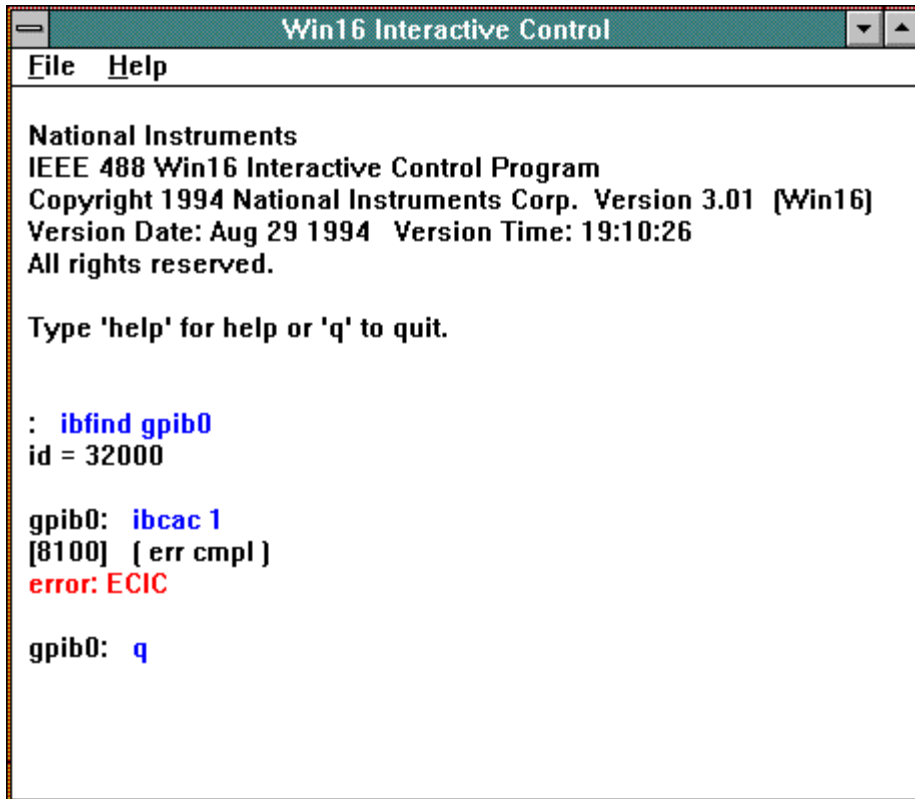 Win16 Interactive Control
File Help
National Instruments
IEEE 488 Win16 Interactive Control Program
Copyright 1994 National Instruments Corp. Version 3.01 (Win16)
Version Date: Aug 29 1994 Version Time: 19:10:26
All rights reserved.
Type 'help' for help or 'q' to quit.
: ibfind gpib0
id = 32000
gpib0: ibcac 1
[8100] ( err cmpl )
error: ECIC
gpib0: q